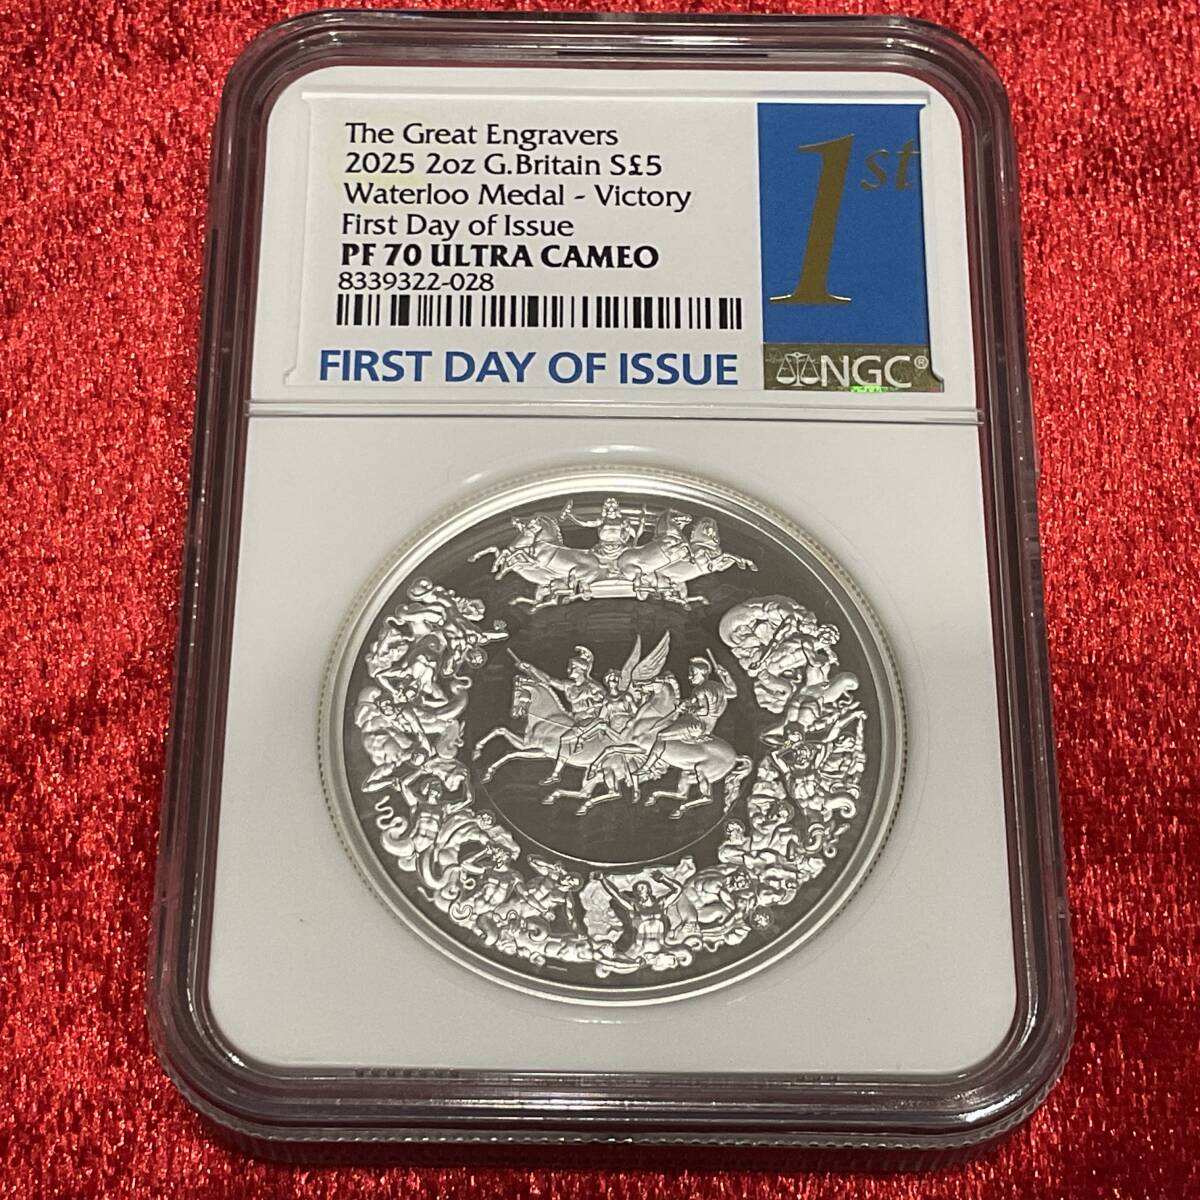 The Great Engravers
2025 2oz G.Britain S£5
Waterloo Medal - Victory
First Day of Issue
PF 70 ULTRA CAMEO
8339322-028
FIRST DAY OF ISSUE
1st
NGC®